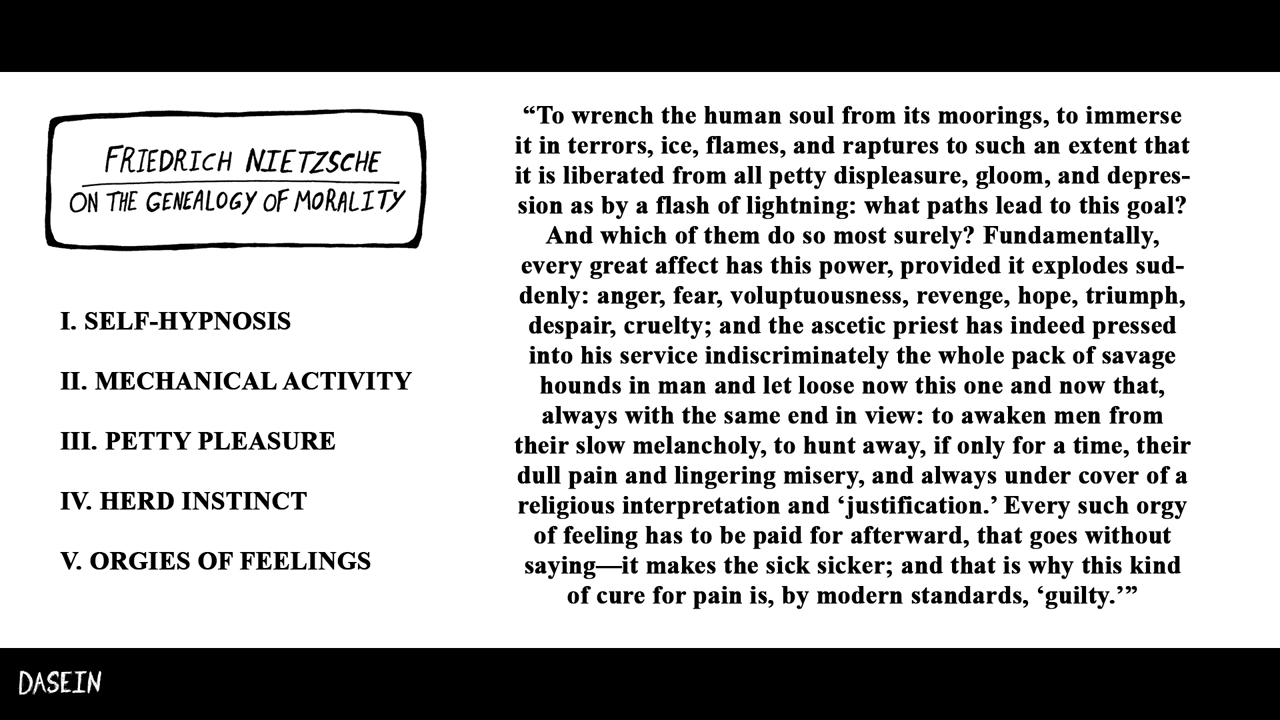 FRIEDRICH NIETZSCHE
ON THE GENEALOGY OF MORALITY
I. SELF-HYPNOSIS
II. MECHANICAL ACTIVITY
III. PETTY PLEASURE
IV. HERD INSTINCT
V. ORGIES OF FEELINGS
“To wrench the human soul from its moorings, to immerse
it in terrors, ice, flames, and raptures to such an extent that
it is liberated from all petty displeasure, gloom, and depres-
sion as by a flash of lightning: what paths lead to this goal?
And which of them do so most surely? Fundamentally,
every great affect has this power, provided it explodes sud-
denly: anger, fear, voluptuousness, revenge, hope, triumph,
despair, cruelty; and the ascetic priest has indeed pressed
into his service indiscriminately the whole pack of savage
hounds in man and let loose now this one and now that,
always with the same end in view: to awaken men from
their slow melancholy, to hunt away, if only for a time, their
dull pain and lingering misery, and always under cover of a
religious interpretation and ‘justification.’ Every such orgy
of feeling has to be paid for afterward, that goes without
saying—it makes the sick sicker; and that is why this kind
of cure for pain is, by modern standards, ‘guilty.’”
DASEIN